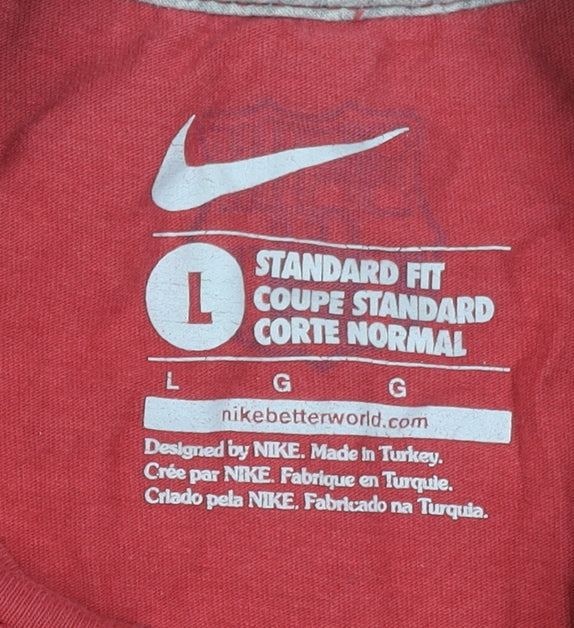 L
STANDARD FIT
COUPE STANDARD
CORTE NORMAL
L G G
nikebetterworld.com
Designed by NIKE. Made in Turkey.
Crée par NIKE. Fabrique en Turquie.
Criado pela NIKE. Fabricado na Turquia.